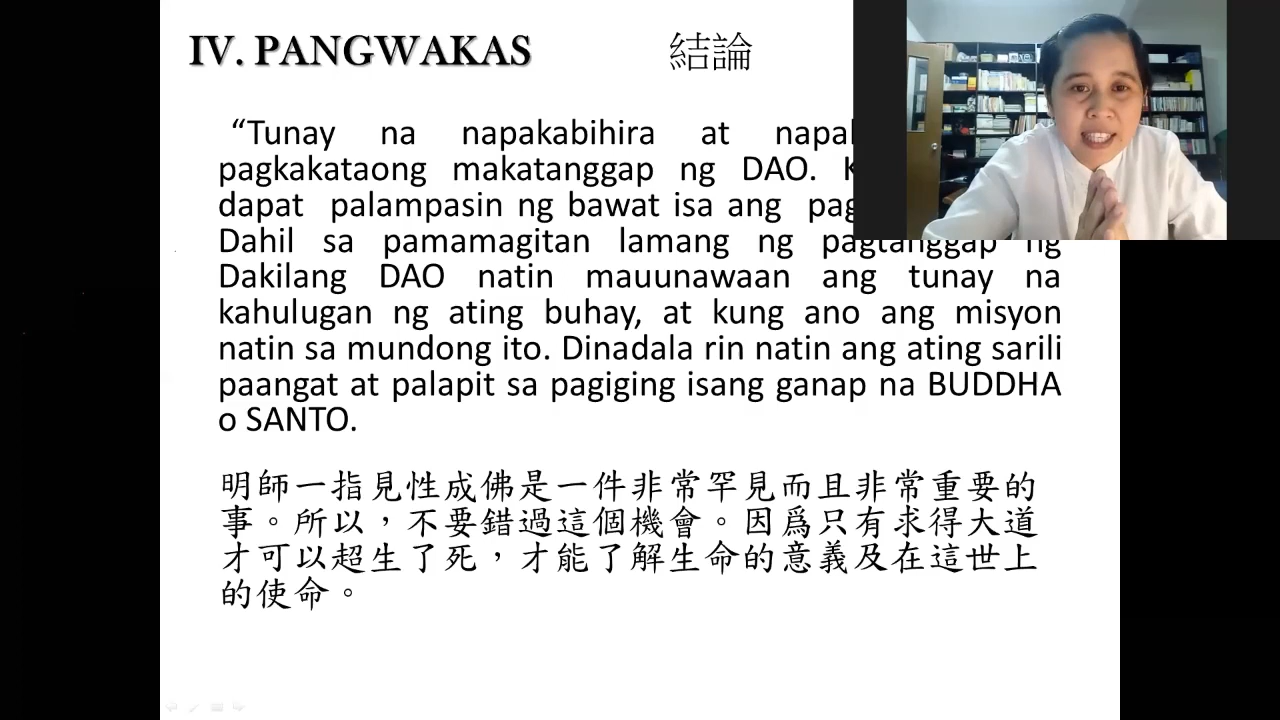 IV. PANGWAKAS 結論
“Tunay na napakabihira at
pagkakataong makatanggap ng DAO.
dapat palampasin ng bawat isa ang
Dahil sa pamamagitan lamang ng pagtanggap ng
Dakilang DAO natin mauunawaan ang tunay na
kahulugan ng ating buhay, at kung ano ang misyon
natin sa mundong ito. Dinadala rin natin ang ating sarili
paangat at palapit sa pagiging isang ganap na BUDDHA
o SANTO.
明師一指見性成佛是一件非常罕見而且非常重要的
事。所以，不要錯過這個機會。因爲只有求得大道
才可以超生了死，才能了解生命的意義及在這世上
的使命。